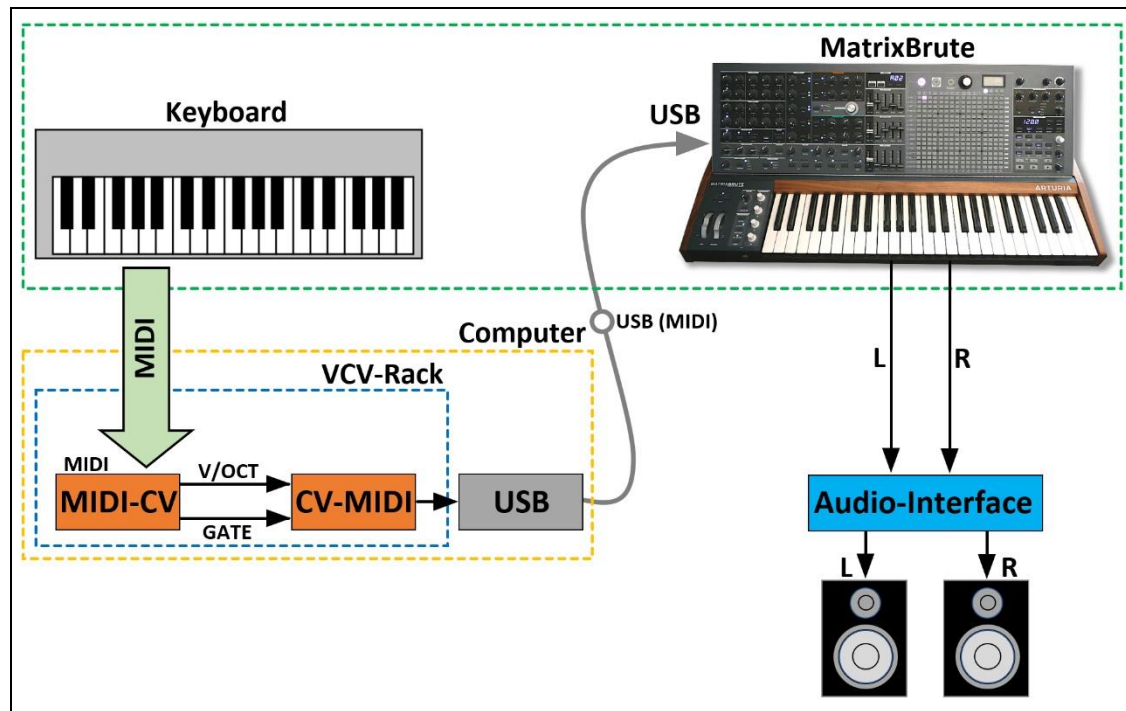 MatrixBrute
Keyboard
USB
ARTURIA
MIDI
USB (MIDI)
Computer
VCV-Rack
L
R
MIDI
V/OCT
MIDI-CV
CV-MIDI
USB
GATE
Audio-Interface
L
R